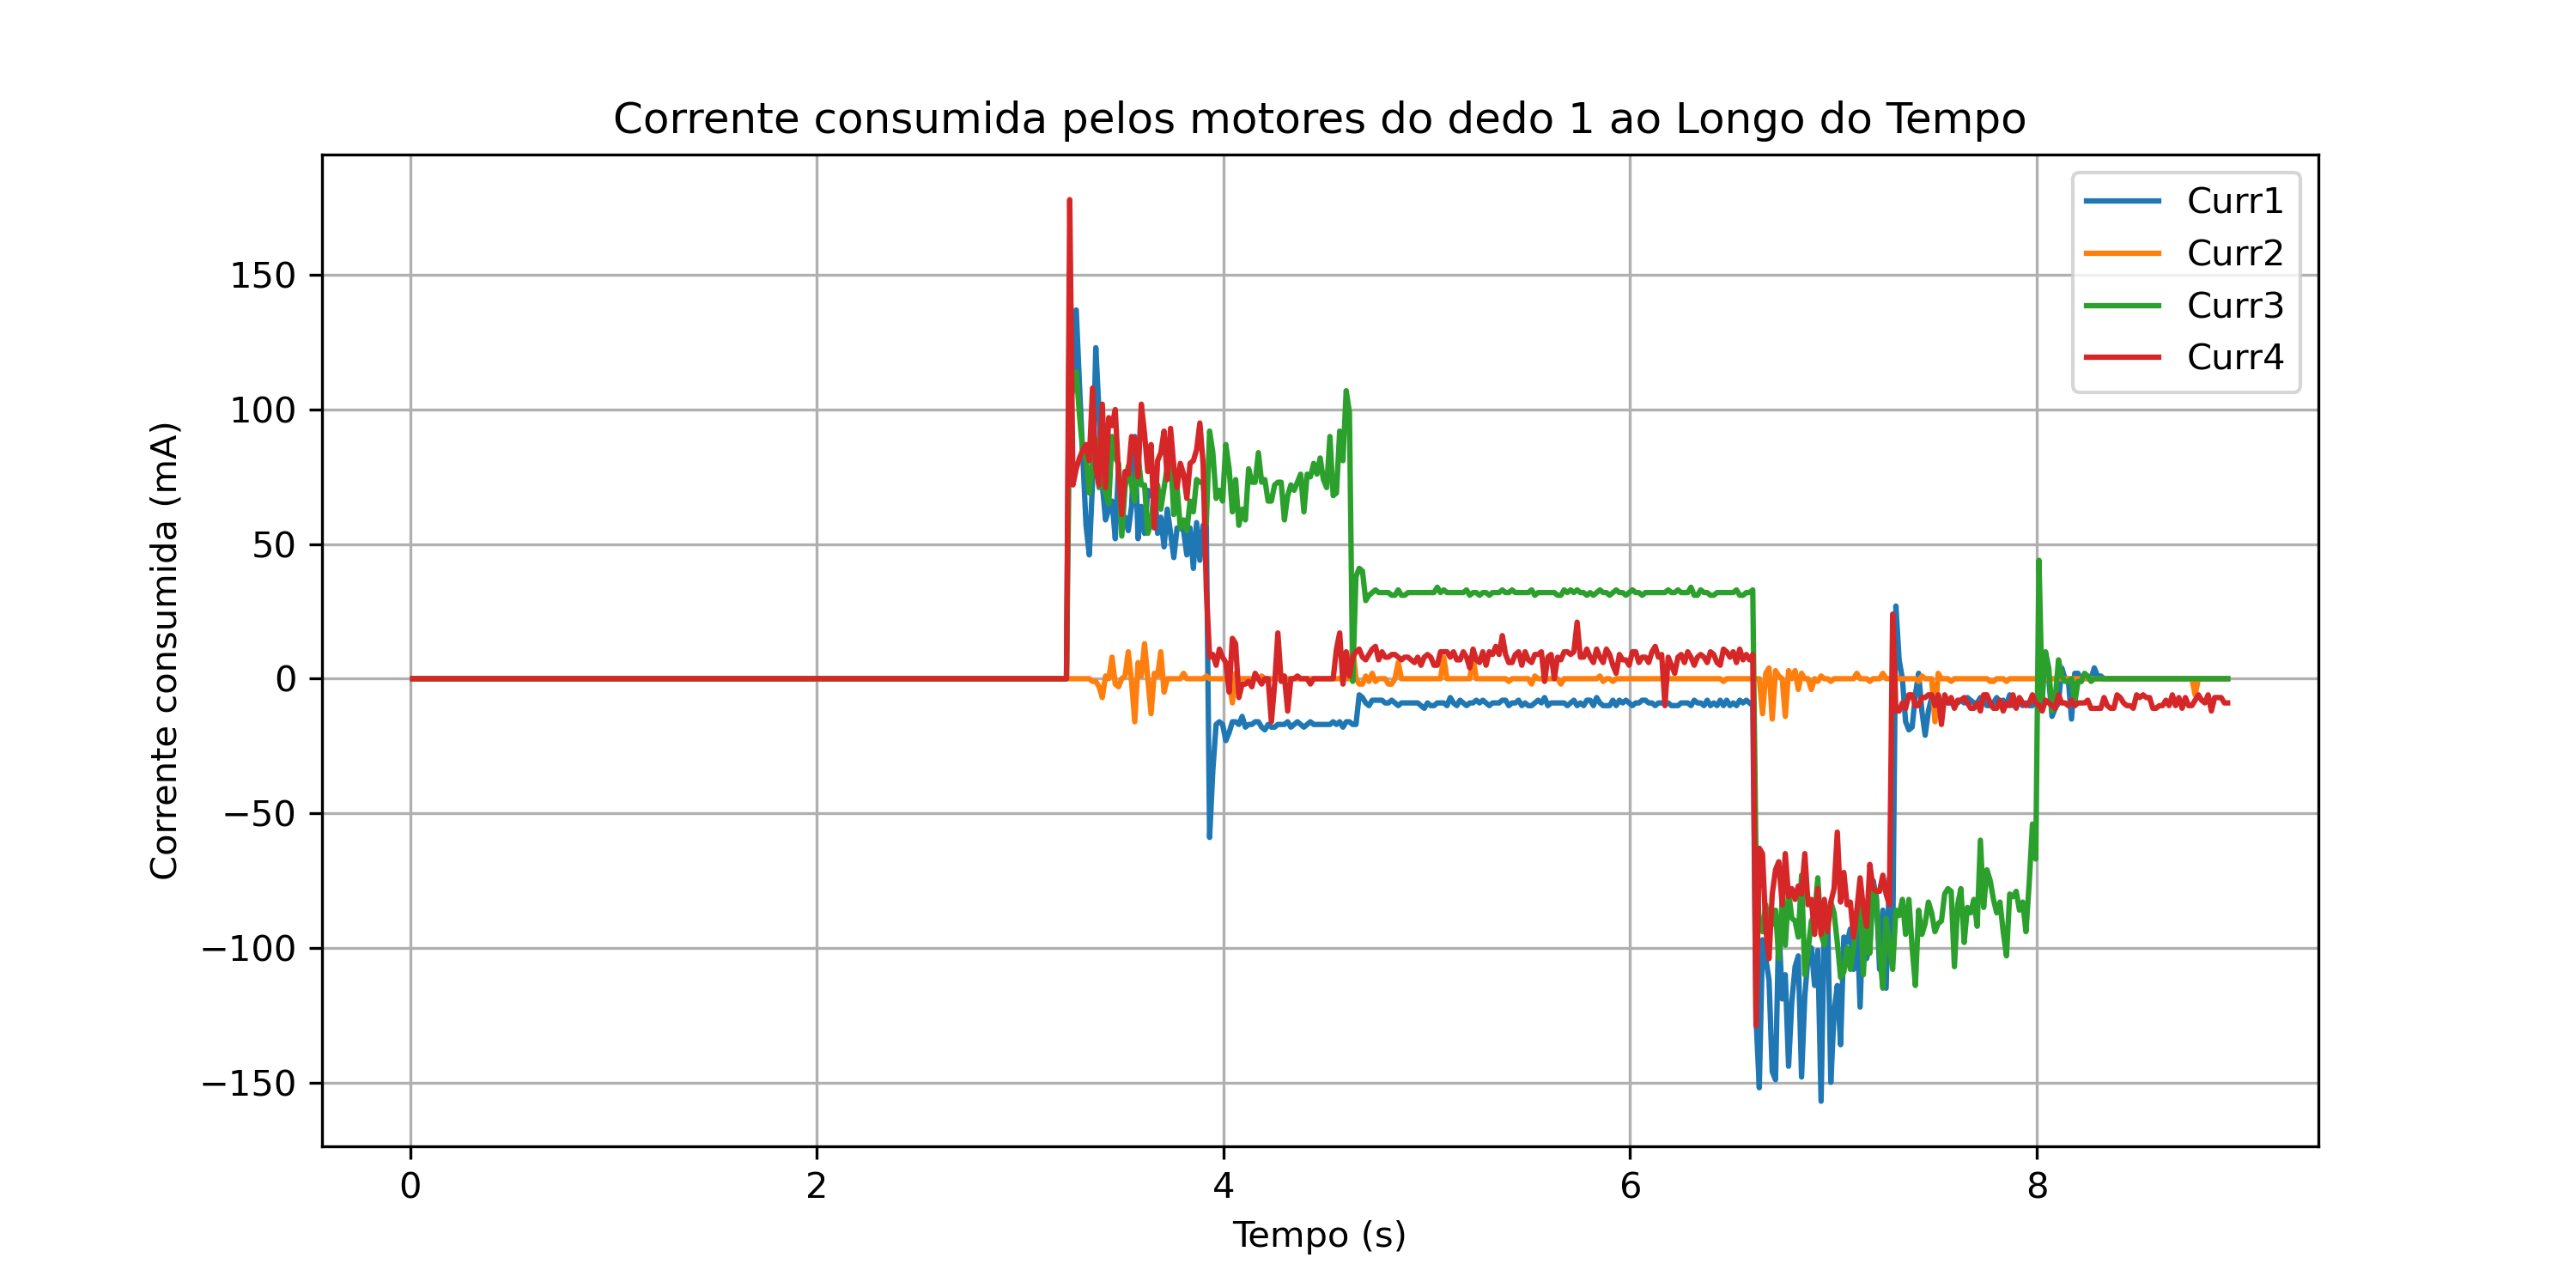 Corrente consumida pelos motores do dedo 1 ao Longo do Tempo
Corrente consumida (mA)
150
100
50
0
−50
−100
−150
Curr1
Curr2
Curr3
Curr4
0 2 4 6 8
Tempo (s)